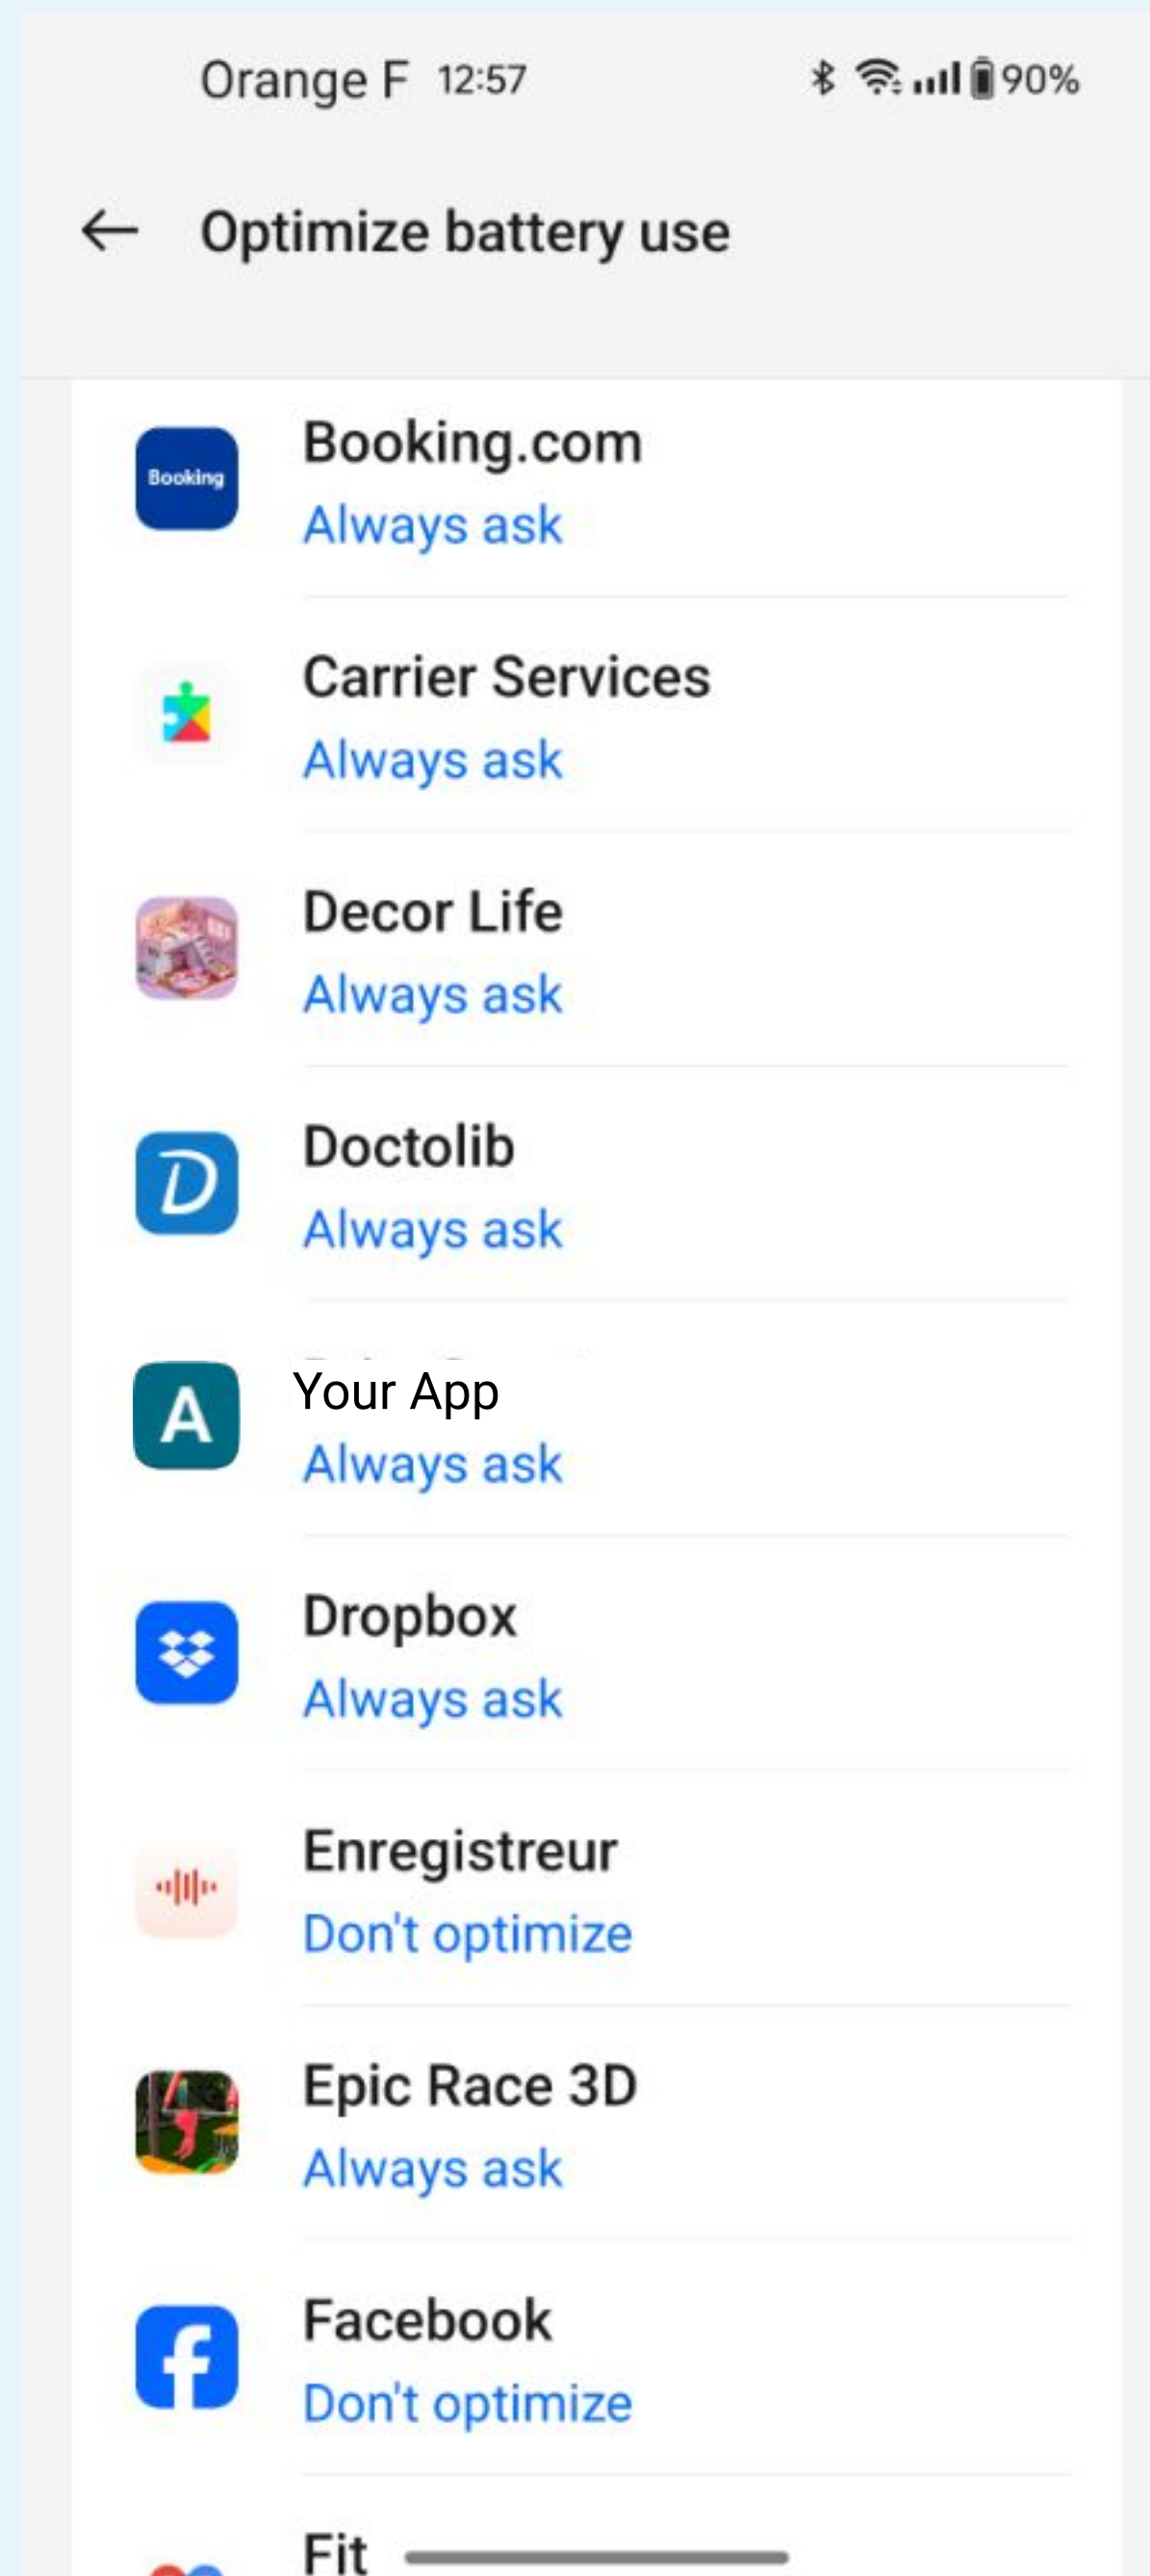 Orange F 12:57 90%
Optimize battery use
Booking
Booking.com
Always ask
Carrier Services
Always ask
Decor Life
Always ask
D
Doctolib
Always ask
A
Your App
Always ask
Dropbox
Always ask
Enregistreur
Don't optimize
Epic Race 3D
Always ask
f
Facebook
Don't optimize
Fit